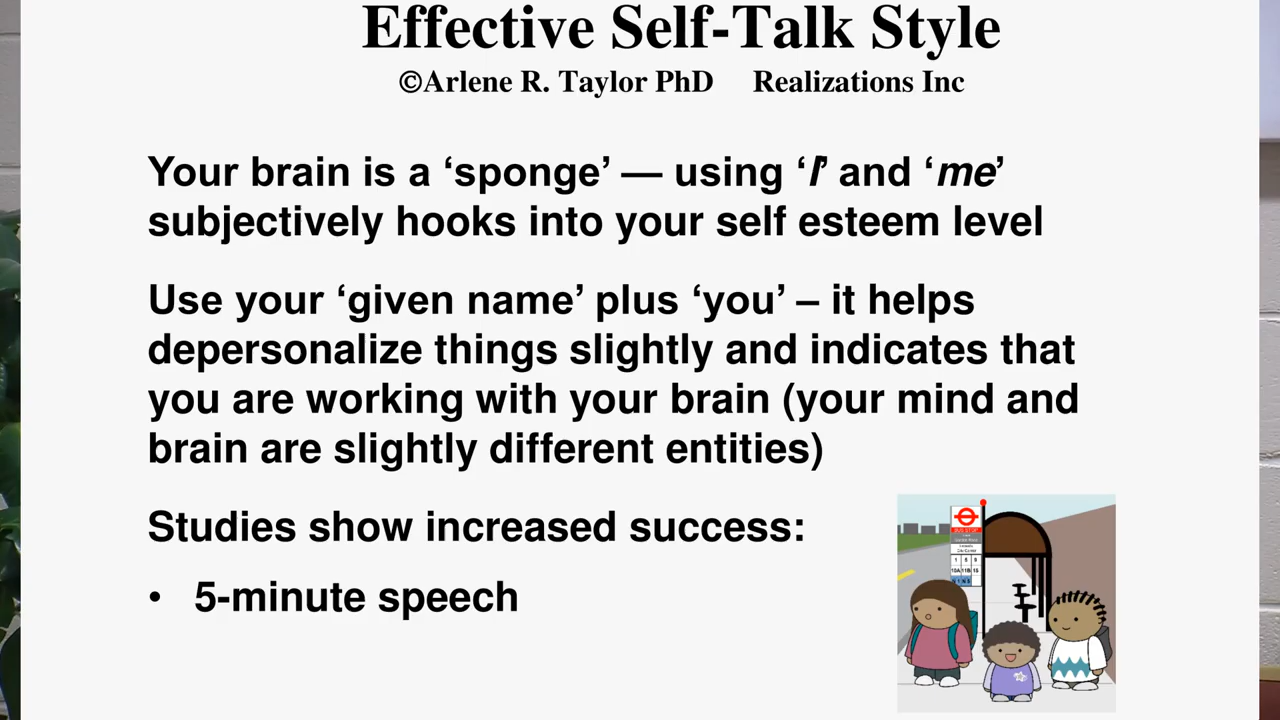 Effective Self-Talk Style
©Arlene R. Taylor PhD Realizations Inc
Your brain is a ‘sponge’ — using ‘I’ and ‘me’
subjectively hooks into your self esteem level
Use your ‘given name’ plus ‘you’ – it helps
depersonalize things slightly and indicates that
you are working with your brain (your mind and
brain are slightly different entities)
Studies show increased success:
• 5-minute speech
BUS STOP